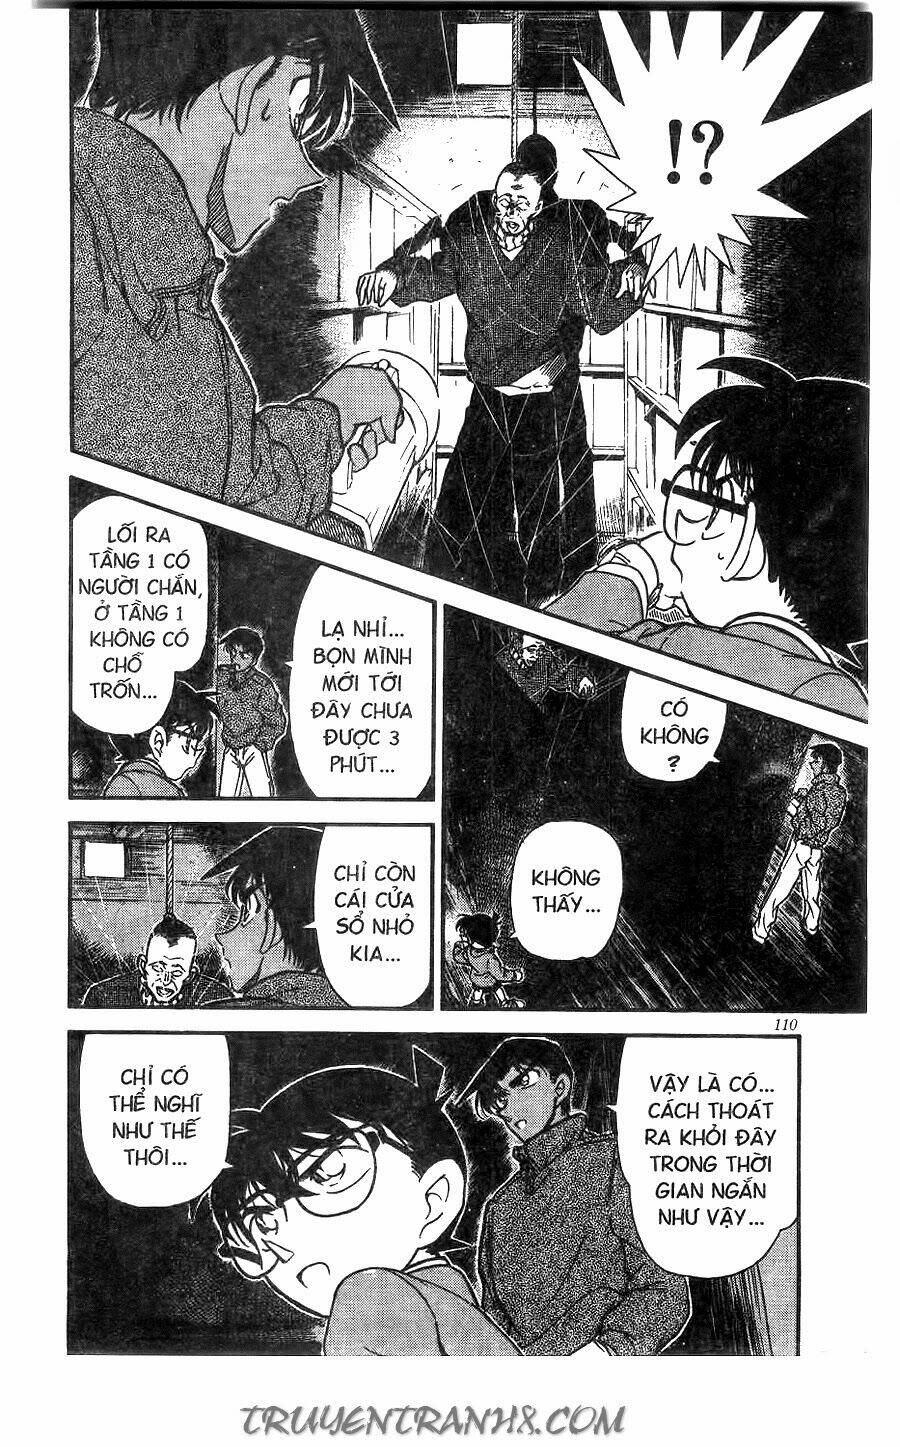 !?
CÓ
KHÔNG
?
KHÔNG
THẤY...
LẠ NHỈ...
BỌN MÌNH
MỚI TỚI
ĐÂY CHƯA
ĐƯỢC 3
PHÚT...
LỐI RA
TẦNG 1 CÓ
NGƯỜI CHẮN,
Ở TẦNG 1
KHÔNG CÓ
CHỖ
TRỐN...
CHỈ CÒN
CÁI CỬA
SỔ NHỎ
KIA...
110
VẬY LÀ CÓ...
CÁCH THOÁT
RA KHỎI ĐÂY
TRONG THỜI
GIAN NGẮN
NHƯ VẬY...
CHỈ CÓ
THỂ NGHĨ
NHƯ THẾ
THÔI...
TRUYENTRANH8.COM